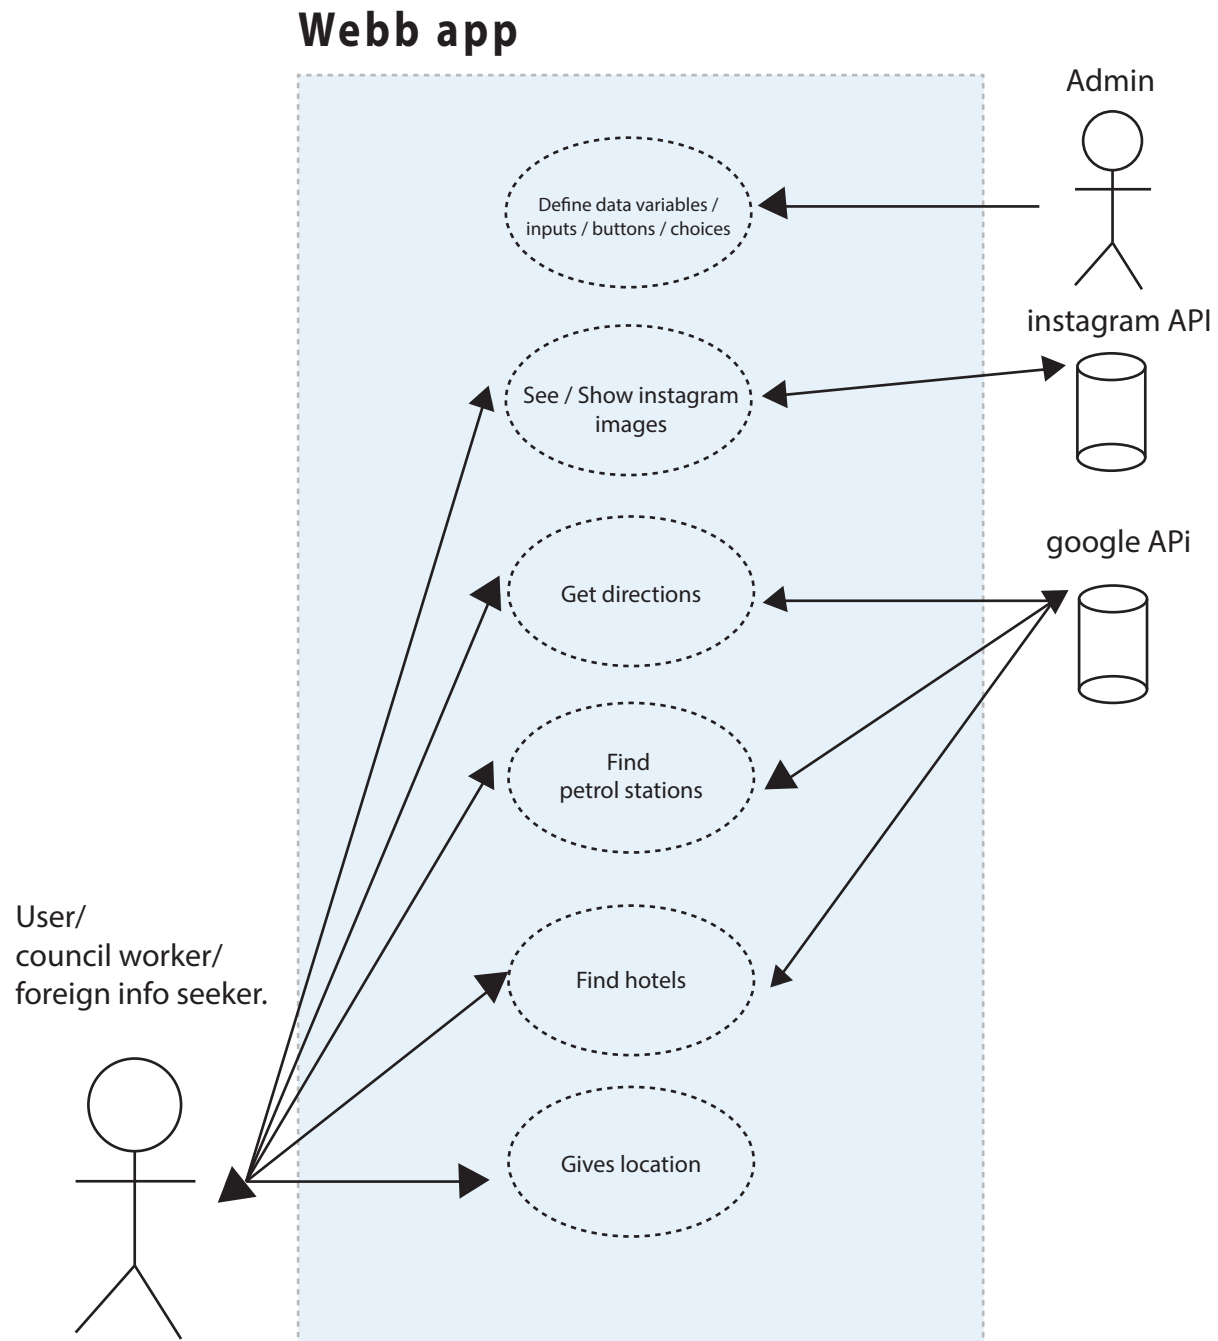 Webb app
Admin
Define data variables /
inputs / buttons / choices
instagram API
See / Show instagram
images
google APi
Get directions
Find
petrol stations
User/
council worker/
foreign info seeker.
Find hotels
Gives location